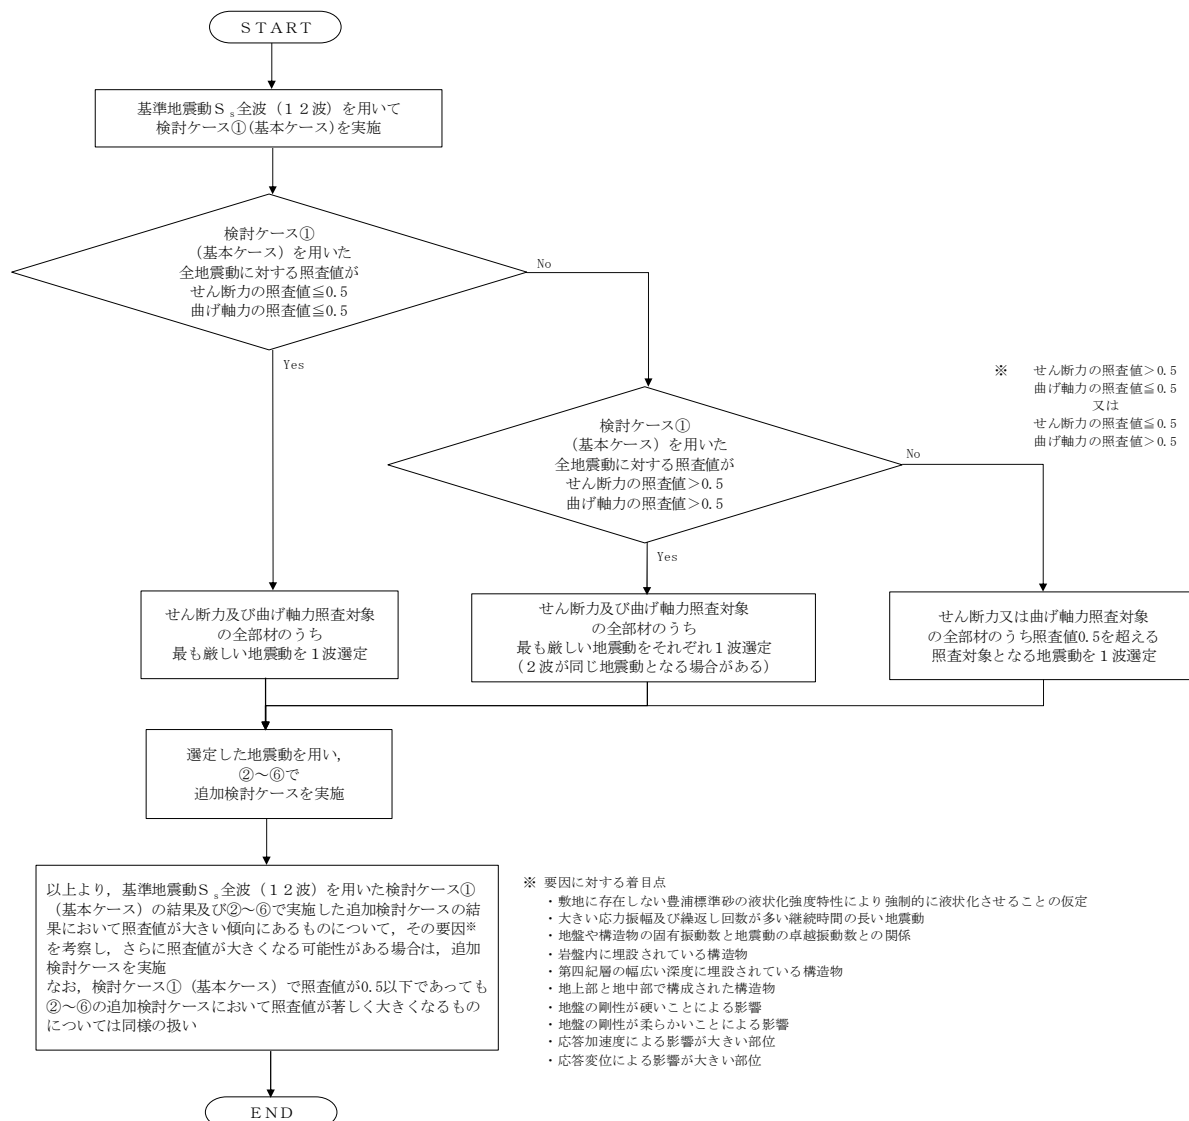 START
基準地震動Ｓｓ全波（１２波）を用いて
検討ケース①(基本ケース)を実施
検討ケース①
（基本ケース）を用いた
全地震動に対する照査値が
せん断力の照査値≦0.5
曲げ軸力の照査値≦0.5
No
Yes
※ せん断力の照査値＞0.5
曲げ軸力の照査値≦0.5
又は
せん断力の照査値≦0.5
曲げ軸力の照査値＞0.5
検討ケース①
（基本ケース）を用いた
全地震動に対する照査値が
せん断力の照査値＞0.5
曲げ軸力の照査値＞0.5
No
Yes
せん断力及び曲げ軸力照査対象
の全部材のうち
最も厳しい地震動を１波選定
せん断力及び曲げ軸力照査対象
の全部材のうち
最も厳しい地震動をそれぞれ１波選定
（２波が同じ地震動となる場合がある）
せん断力又は曲げ軸力照査対象
の全部材のうち照査値0.5を超える
照査対象となる地震動を１波選定
選定した地震動を用い，
②～⑥で
追加検討ケースを実施
以上より，基準地震動Ｓｓ全波（１２波）を用いた検討ケース①
（基本ケース）の結果及び②～⑥で実施した追加検討ケースの結
果において照査値が大きい傾向にあるものについて，その要因※
を考察し，さらに照査値が大きくなる可能性がある場合は，追加
検討ケースを実施
なお，検討ケース①（基本ケース）で照査値が0.5以下であっても
②～⑥の追加検討ケースにおいて照査値が著しく大きくなるもの
については同様の扱い
※ 要因に対する着目点
・敷地に存在しない豊浦標準砂の液状化強度特性により強制的に液状化させることの仮定
・大きい応力振幅及び繰返し回数が多い継続時間の長い地震動
・地盤や構造物の固有振動数と地震動の卓越振動数との関係
・岩盤内に埋設されている構造物
・第四紀層の幅広い深度に埋設されている構造物
・地上部と地中部で構成された構造物
・地盤の剛性が硬いことによる影響
・地盤の剛性が柔らかいことによる影響
・応答加速度による影響が大きい部位
・応答変位による影響が大きい部位
END